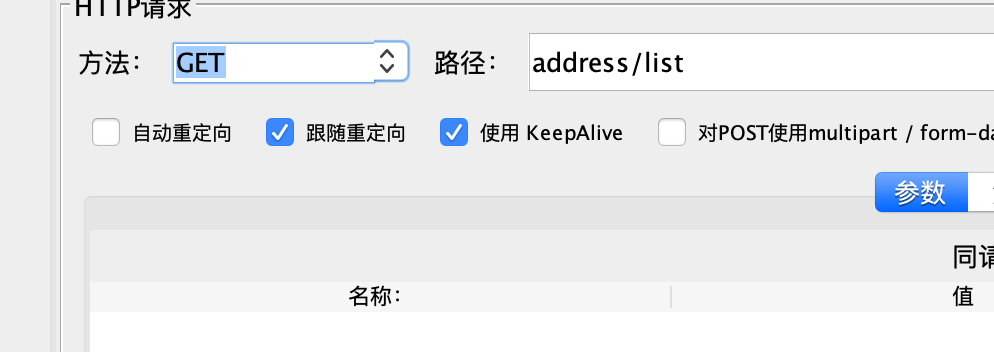 HTTP请求
方法： GET 路径： address/list
自动重定向 跟随重定向 使用 KeepAlive 对POST使用multipart / form-da
参数
同请
名称： 值